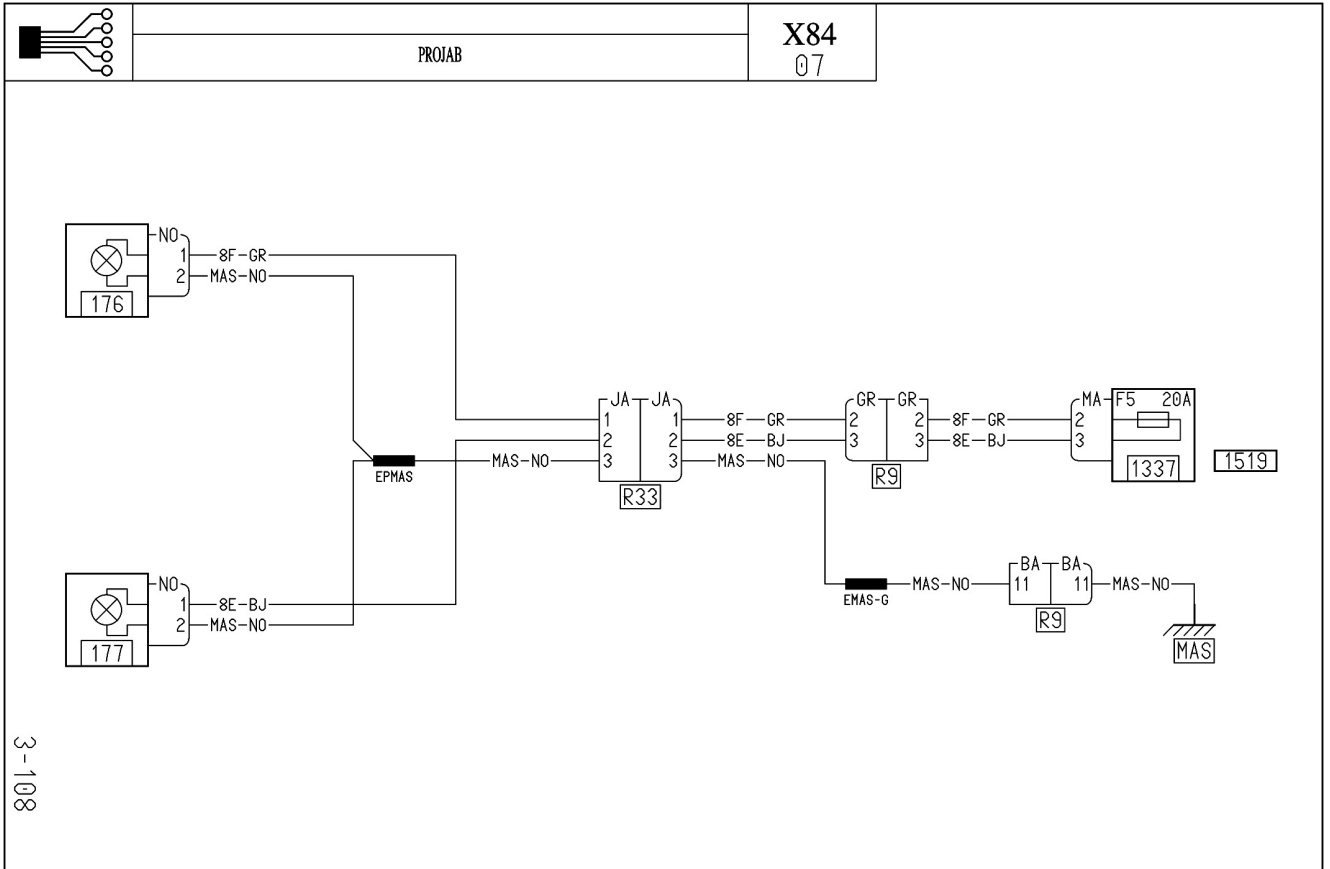 PROJAB
X84
07
NO
1 8F-GR
2 MAS-NO
176
JA JA
1 1 8F-GR
2 2 8E-BJ
3 3 MAS-NO
MAS-NO
EPMAS
R33
GR GR
2 2 8F-GR
3 3 8E-BJ
R9
MA F5 20A
2
3
1337
1519
NO
1 8E-BJ
2 MAS-NO
177
EMAS-G
MAS-NO
BA BA
11 11
MAS-NO
R9
MAS
3-108